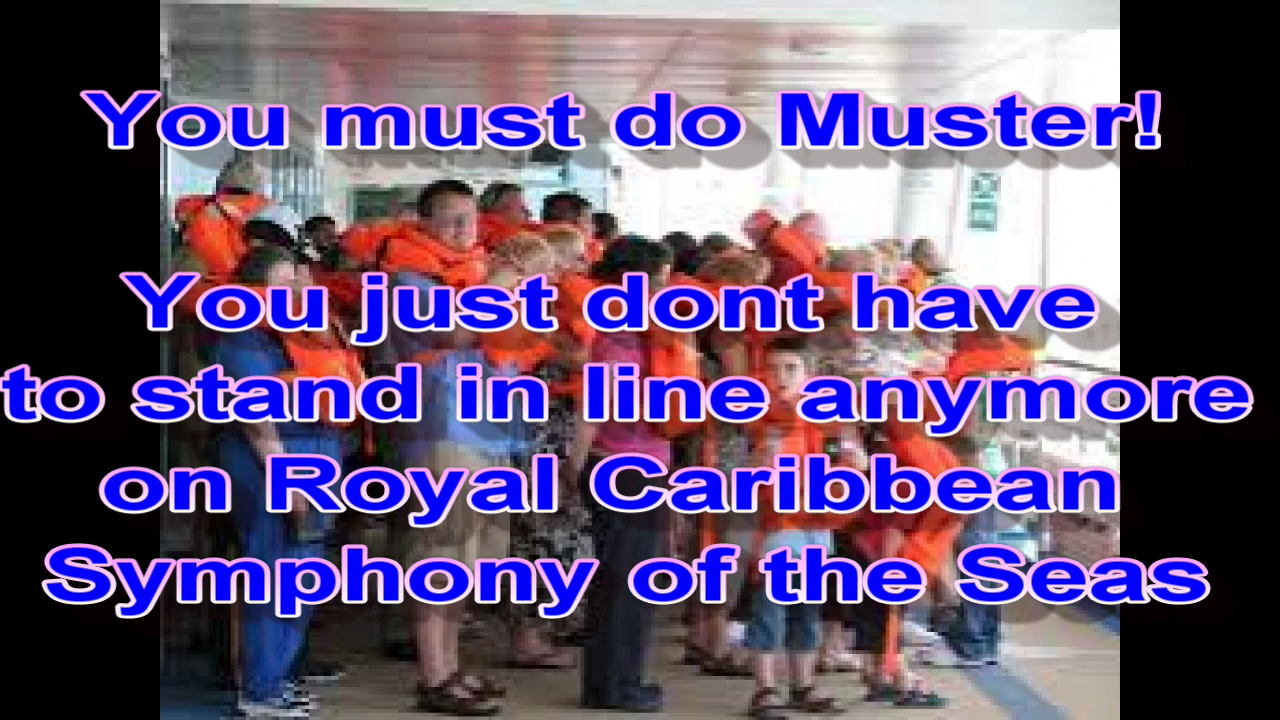 You must do Muster!
You just dont have
to stand in line anymore
on Royal Caribbean
Symphony of the Seas